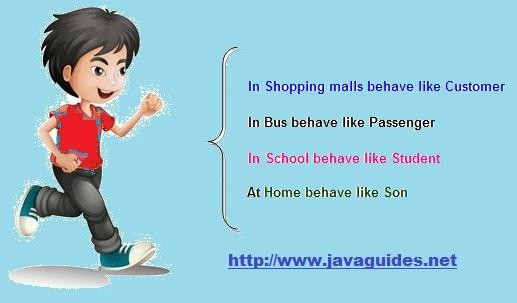 In Shopping malls behave like Customer
In Bus behave like Passenger
In School behave like Student
At Home behave like Son
http://www.javaguides.net